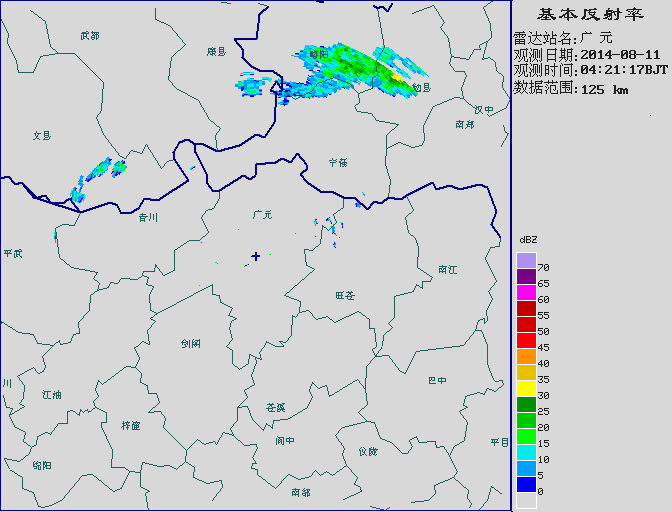 基本反射率
雷达站名:广 元
观测日期:2014-08-11
观测时间:04:21:17BJT
数据范围:125 km
武都
康县
略阳
勉县
汉中
南郑
文县
宁强
青川
广元
平武
南江
旺苍
剑阁
川
江油
巴中
苍溪
梓潼
阆中
仪陇
平昌
绵阳
南部
dBZ
70
65
60
55
50
45
40
35
30
25
20
15
10
5
0